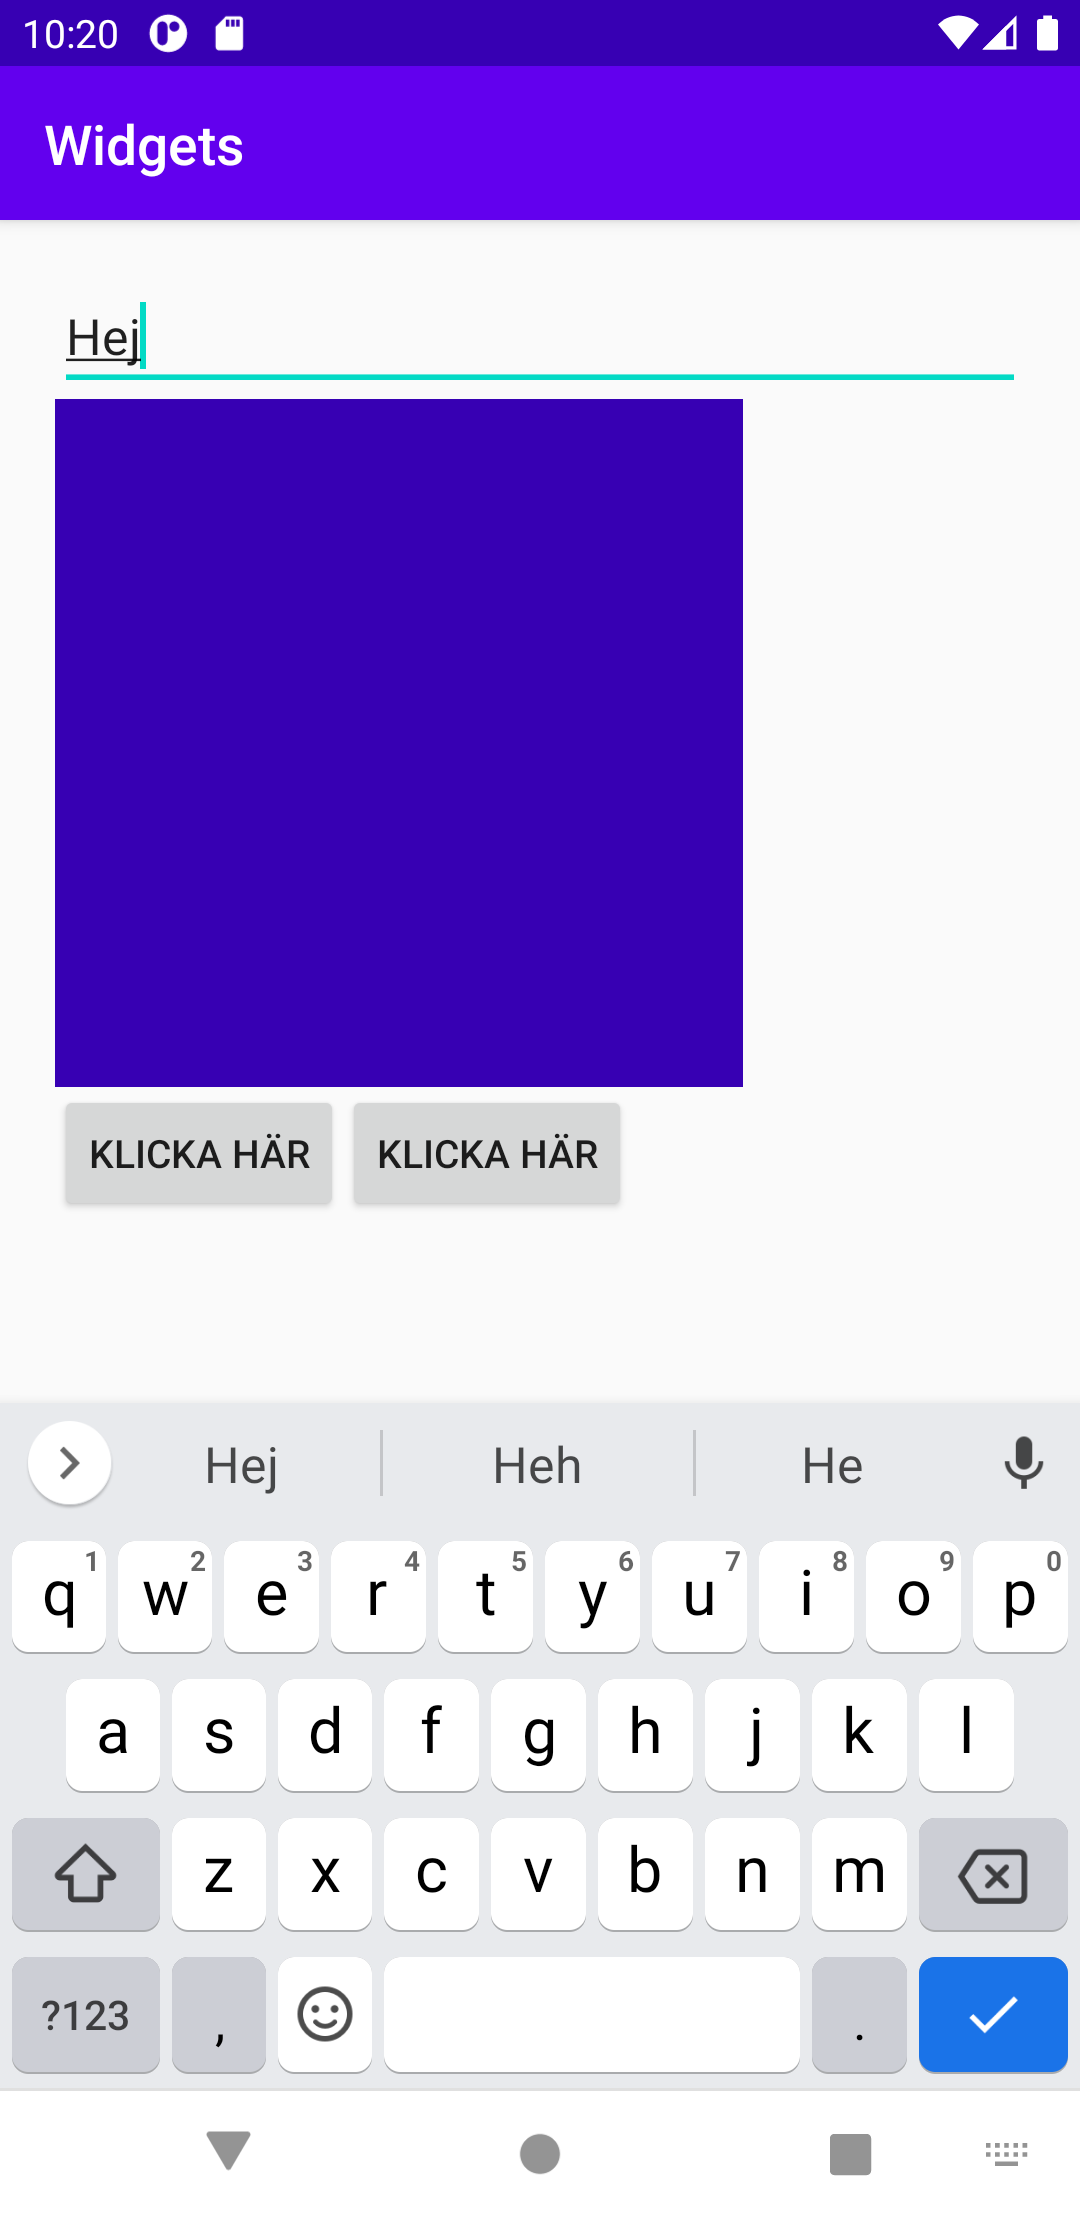 10:20
Widgets
Hej
KLICKA HÄR KLICKA HÄR
Hej Heh He
1 2 3 4 5 6 7 8 9 0
q w e r t y u i o p
a s d f g h j k l
z x c v b n m
?123 , .